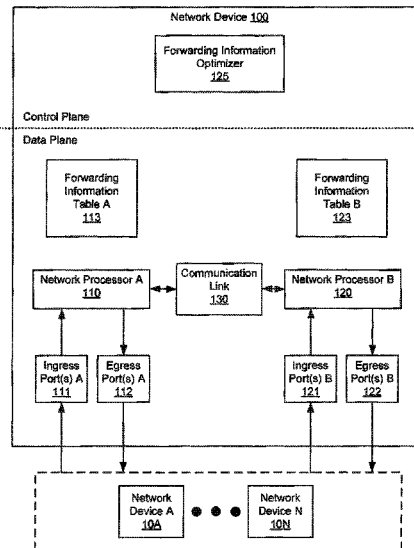 Network Device 100
Forwarding Information
Optimizer
125
Control Plane
Data Plane
Forwarding
Information
Table A
113
Forwarding
Information
Table B
123
Network Processor A
110
Communication
Link
130
Network Processor B
120
Ingress
Port(s) A
111
Egress
Port(s) A
112
Ingress
Port(s) B
121
Egress
Port(s) B
122
Network
Device A
10A
Network
Device N
10N